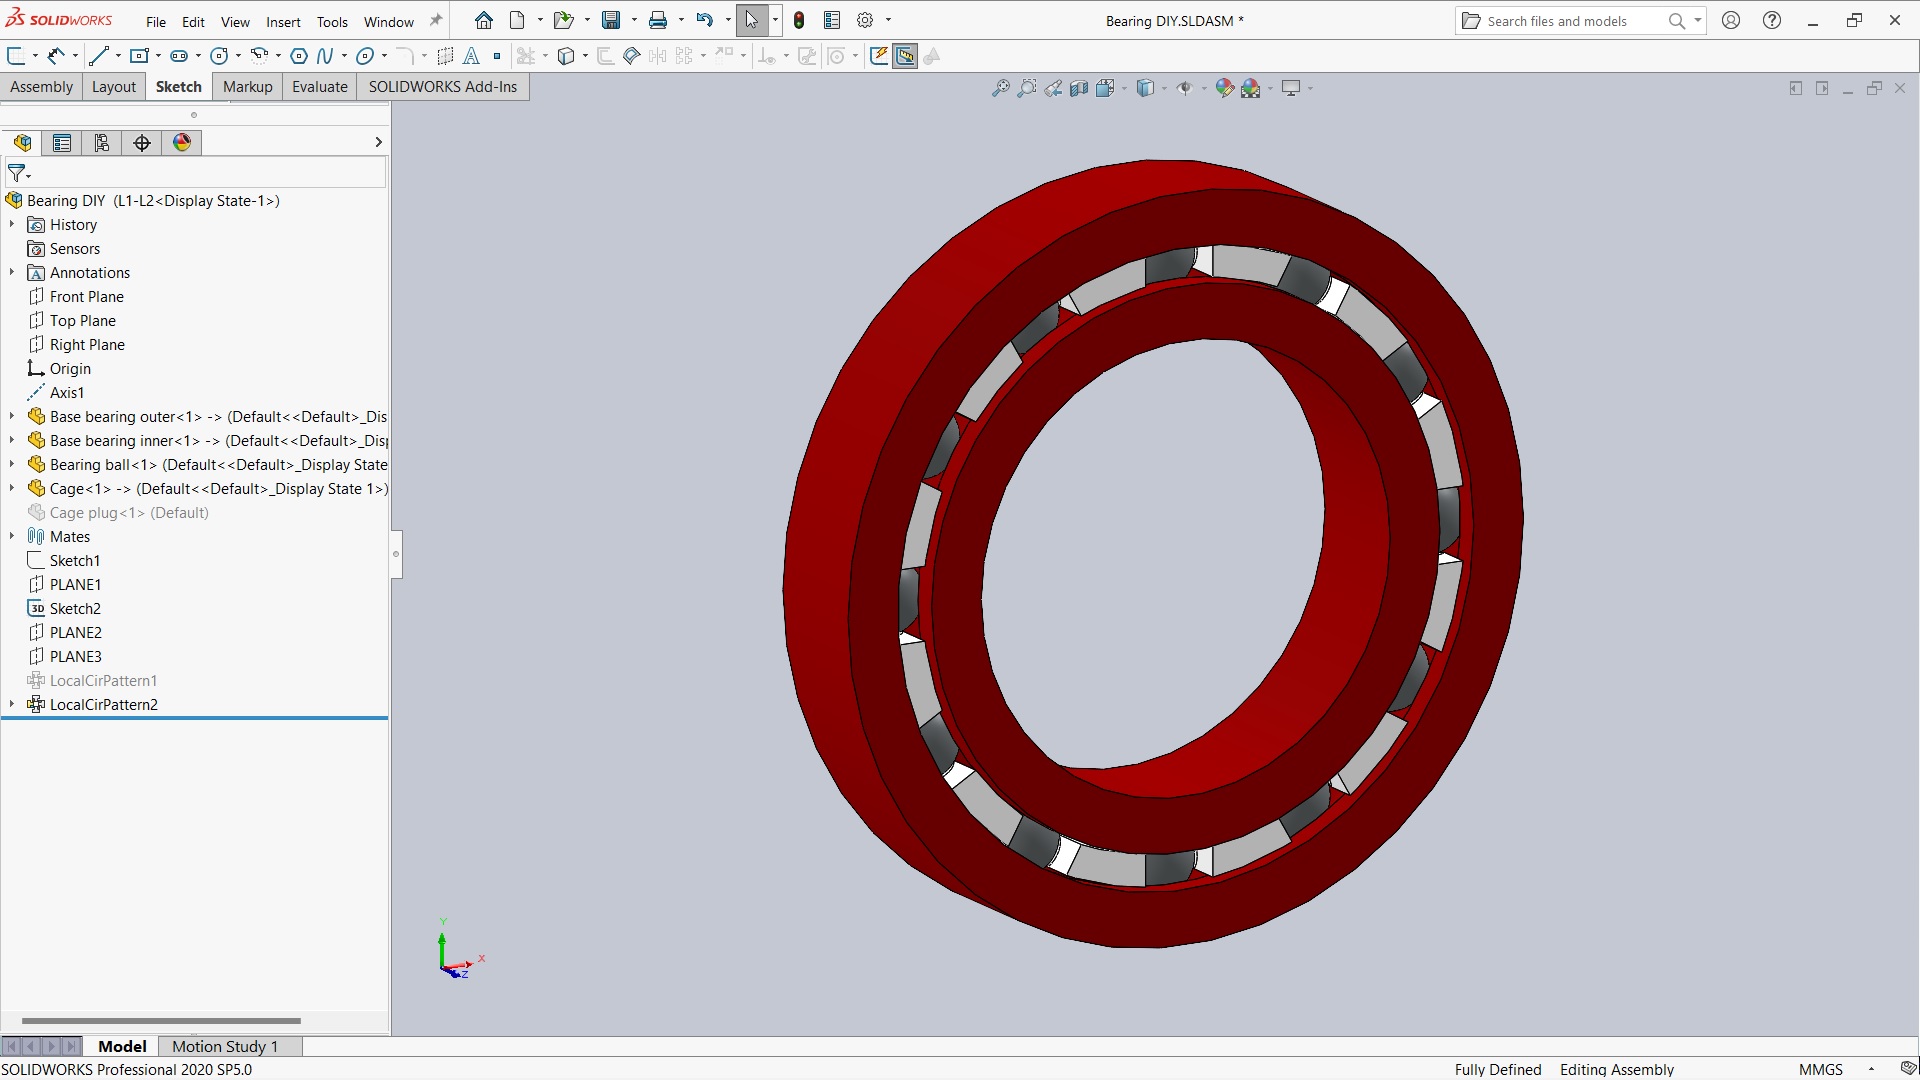 SOLIDWORKS File Edit View Insert Tools Window Bearing DIY.SLDASM * Search files and models
Assembly Layout Sketch Markup Evaluate SOLIDWORKS Add-Ins
Bearing DIY (L1-L2<Display State-1>)
History
Sensors
A Annotations
Front Plane
Top Plane
Right Plane
Origin
Axis1
Base bearing outer<1> -> (Default<<Default>_Dis
Base bearing inner<1> -> (Default<<Default>_Disp
Bearing ball<1> (Default<<Default>_Display State
Cage<1> -> (Default<<Default>_Display State 1>)
Cage plug<1> (Default)
Mates
Sketch1
PLANE1
3D Sketch2
PLANE2
PLANE3
LocalCirPattern1
LocalCirPattern2
Y
X
Z
Model Motion Study 1
SOLIDWORKS Professional 2020 SP5.0 Fully Defined Editing Assembly MMGS